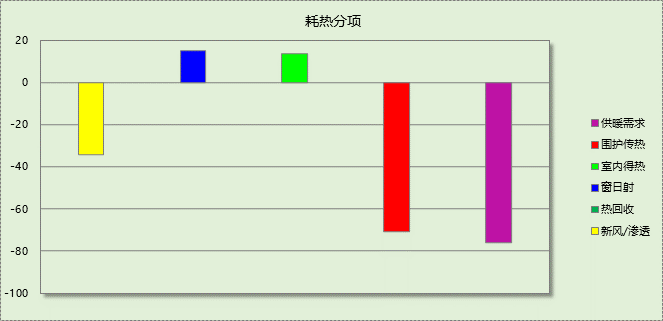 耗热分项
20
0
-20
-40
-60
-80
-100
供暖需求
围护传热
室内得热
窗日射
热回收
新风/渗透